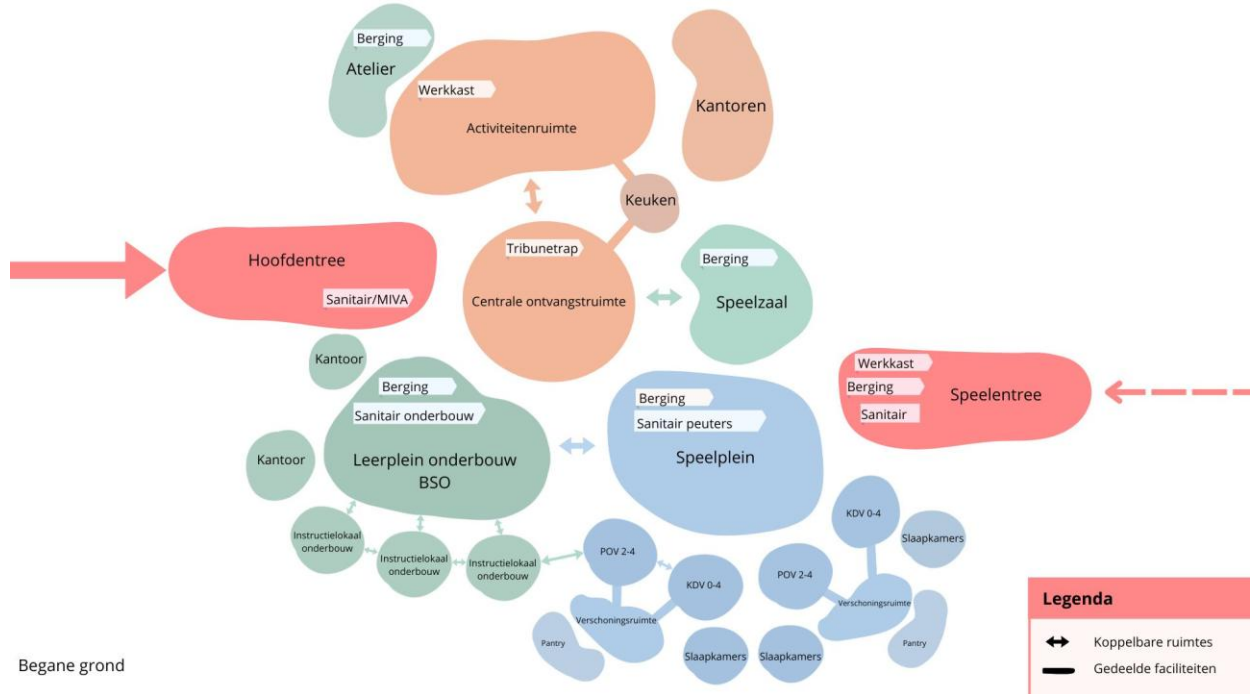 Berging
Atelier
Werkkast
Activiteitenruimte
Kantoren
Keuken
Hoofdentree
Sanitair/MIVA
Tribunetrap
Centrale ontvangstruimte
Berging
Speelzaal
Kantoor
Berging
Sanitair onderbouw
Leerplein onderbouw
BSO
Kantoor
Berging
Sanitair peuters
Speelplein
Werkkast
Berging
Sanitair
Speelentree
Instructielokaal
onderbouw
Instructielokaal
onderbouw
Instructielokaal
onderbouw
POV 2-4
KDV 0-4
Verschoningsruimte
Pantry
Slaapkamers
Slaapkamers
POV 2-4
KDV 0-4
Slaapkamers
Verschoningsruimte
Pantry
Begane grond
Legenda
Koppelbare ruimtes
Gedeelde faciliteiten